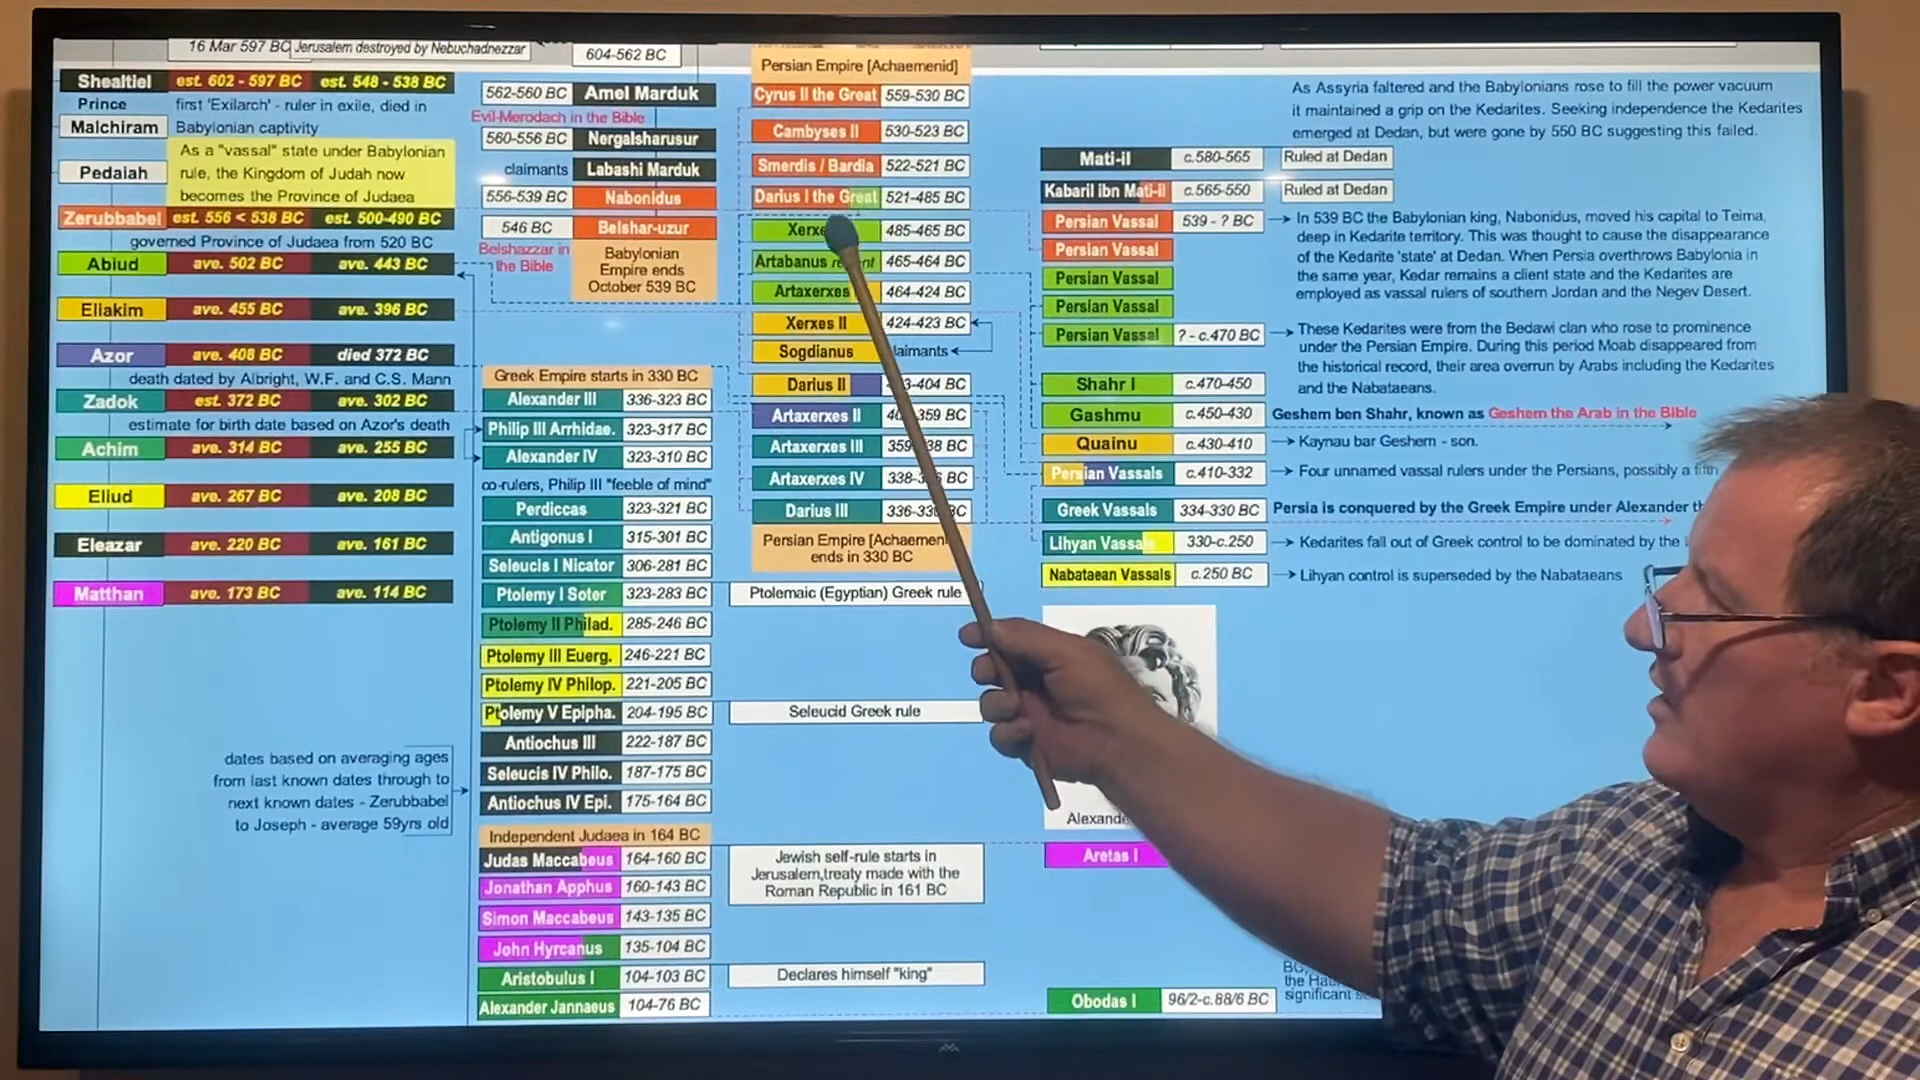 16 Mar 597 BC
Jerusalem destroyed by Nebuchadnezzar
Shealtiel est. 602 - 597 BC est. 548 - 538 BC
Prince
first 'Exilarch' - ruler in exile, died in
Malchiram
Babylonian captivity
Pedaiah
As a "vassal" state under Babylonian
rule, the Kingdom of Judah now
becomes the Province of Judaea
Zerubbabel est. 556 < 538 BC est. 500-490 BC
governed Province of Judaea from 520 BC
Abiud ave. 502 BC ave. 443 BC
Eliakim ave. 455 BC ave. 396 BC
Azor ave. 408 BC died 372 BC
death dated by Albright, W.F. and C.S. Mann
Zadok est. 372 BC ave. 302 BC
estimate for birth date based on Azor's death
Achim ave. 314 BC ave. 255 BC
Eliud ave. 267 BC ave. 208 BC
Eleazar ave. 220 BC ave. 161 BC
Matthan ave. 173 BC ave. 114 BC
dates based on averaging ages
from last known dates through to
next known dates - Zerubbabel
to Joseph - average 59yrs old
604-562 BC
562-560 BC Amel Marduk
Evil-Merodach in the Bible
560-556 BC Nergalsharusur
claimants Labashi Marduk
556-539 BC Nabonidus
546 BC Belshar-uzur
Belshazzar in
the Bible
Babylonian
Empire ends
October 539 BC
Greek Empire starts in 330 BC
Alexander III 336-323 BC
Philip III Arrhidae. 323-317 BC
Alexander IV 323-310 BC
co-rulers, Philip III "feeble of mind"
Perdiccas 323-321 BC
Antigonus I 315-301 BC
Seleucis I Nicator 306-281 BC
Ptolemy I Soter 323-283 BC
Ptolemy II Philad. 285-246 BC
Ptolemy III Euerg. 246-221 BC
Ptolemy IV Philop. 221-205 BC
Ptolemy V Epipha. 204-195 BC
Antiochus III 222-187 BC
Seleucis IV Philo. 187-175 BC
Antiochus IV Epi. 175-164 BC
Independent Judaea in 164 BC
Judas Maccabeus 164-160 BC
Jonathan Apphus 160-143 BC
Simon Maccabeus 143-135 BC
John Hyrcanus 135-104 BC
Aristobulus I 104-103 BC
Alexander Jannaeus 104-76 BC
Persian Empire [Achaemenid]
Cyrus II the Great 559-530 BC
Cambyses II 530-523 BC
Smerdis / Bardia 522-521 BC
Darius I the Great 521-485 BC
Xerxe 485-465 BC
Artabanus regent 465-464 BC
Artaxerxes 464-424 BC
Xerxes II 424-423 BC
Sogdianus laimants
Darius II 3-404 BC
Artaxerxes II 40 359 BC
Artaxerxes III 359 38 BC
Artaxerxes IV 338-3 6 BC
Darius III 336-33 BC
Persian Empire [Achaemen
ends in 330 BC
Ptolemaic (Egyptian) Greek rule
Seleucid Greek rule
Jewish self-rule starts in
Jerusalem,treaty made with the
Roman Republic in 161 BC
Declares himself "king"
As Assyria faltered and the Babylonians rose to fill the power vacuum
it maintained a grip on the Kedarites. Seeking independence the Kedarites
emerged at Dedan, but were gone by 550 BC suggesting this failed.
Mati-il c.580-565 Ruled at Dedan
Kabaril ibn Mati-il c.565-550 Ruled at Dedan
Persian Vassal 539 - ? BC
In 539 BC the Babylonian king, Nabonidus, moved his capital to Teima,
deep in Kedarite territory. This was thought to cause the disappearance
of the Kedarite 'state' at Dedan. When Persia overthrows Babylonia in
the same year, Kedar remains a client state and the Kedarites are
employed as vassal rulers of southern Jordan and the Negev Desert.
Persian Vassal
Persian Vassal
Persian Vassal
Persian Vassal ? - c.470 BC
These Kedarites were from the Bedawi clan who rose to prominence
under the Persian Empire. During this period Moab disappeared from
the historical record, their area overrun by Arabs including the Kedarites
and the Nabataeans.
Shahr I c.470-450
Gashmu c.450-430 Geshem ben Shahr, known as Geshem the Arab in the Bible
Quainu c.430-410 Kaynau bar Geshem - son.
Persian Vassals c.410-332 Four unnamed vassal rulers under the Persians, possibly a fifth
Greek Vassals 334-330 BC Persia is conquered by the Greek Empire under Alexander th
Lihyan Vassals 330-c.250 Kedarites fall out of Greek control to be dominated by the
Nabataean Vassals c.250 BC Lihyan control is superseded by the Nabataeans
Alexande
Aretas I
Obodas I 96/2-c.88/6 BC
BC,
the Ha
significant